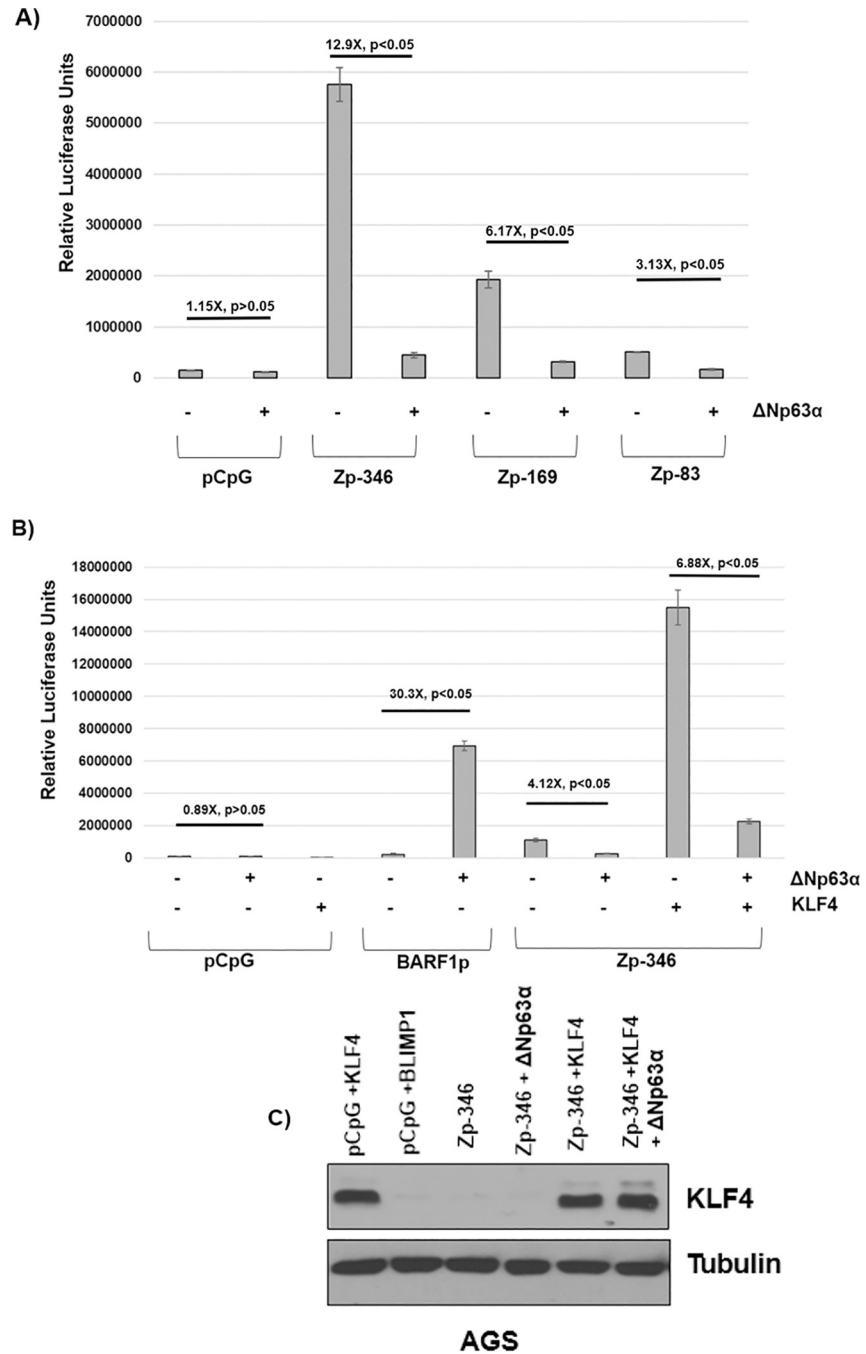 A)
7000000
6000000
5000000
4000000
3000000
2000000
1000000
0
Relative Luciferase Units
12.9X, p<0.05
6.17X, p<0.05
3.13X, p<0.05
1.15X, p>0.05
- + - + - + - + ΔNp63α
pCpG Zp-346 Zp-169 Zp-83
B)
18000000
16000000
14000000
12000000
10000000
8000000
6000000
4000000
2000000
0
Relative Luciferase Units
6.88X, p<0.05
30.3X, p<0.05
4.12X, p<0.05
0.89X, p>0.05
- + - - + - + - + ΔNp63α
- - + - - - - + + KLF4
pCpG BARF1p Zp-346
C)
pCpG +KLF4
pCpG +BLIMP1
Zp-346
Zp-346 + ΔNp63α
Zp-346 +KLF4
Zp-346 +KLF4
+ ΔNp63α
KLF4
Tubulin
AGS